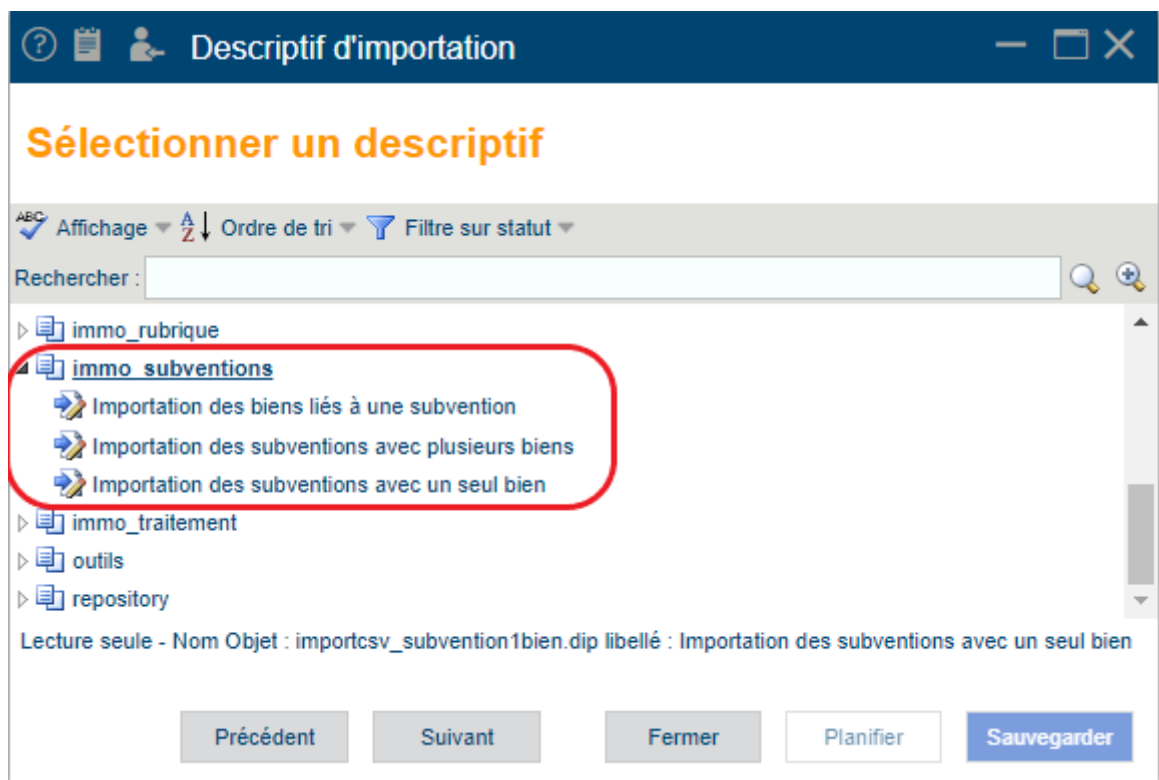 Descriptif d'importation
Sélectionner un descriptif
ABC Affichage AZ Ordre de tri Filtre sur statut
Rechercher :
immo_rubrique
immo_subventions
Importation des biens liés à une subvention
Importation des subventions avec plusieurs biens
Importation des subventions avec un seul bien
immo_traitement
outils
repository
Lecture seule - Nom Objet : importcsv_subvention1bien.dip libellé : Importation des subventions avec un seul bien
Précédent Suivant Fermer Planifier Sauvegarder